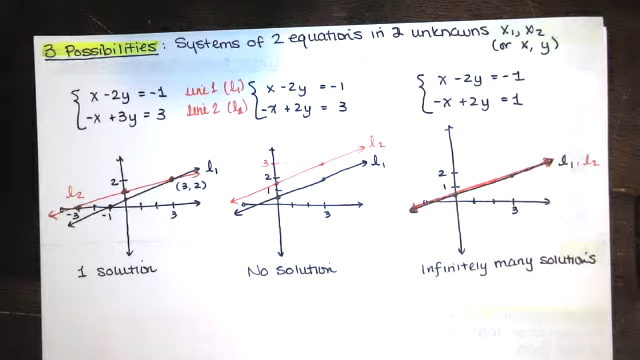 3 Possibilities: Systems of 2 equations in 2 unknowns x₁, x₂
(or x, y)
x - 2y = -1
-x + 3y = 3
line 1 (l₁)
line 2 (l₂)
x - 2y = -1
-x + 2y = 3
x - 2y = -1
-x + 2y = 1
l₂
l₁
2
(3, 2)
-3
-1
3
1 solution
l₂
l₁
3
2
1
3
No solution
l₁, l₂
2
1
3
Infinitely many solutions